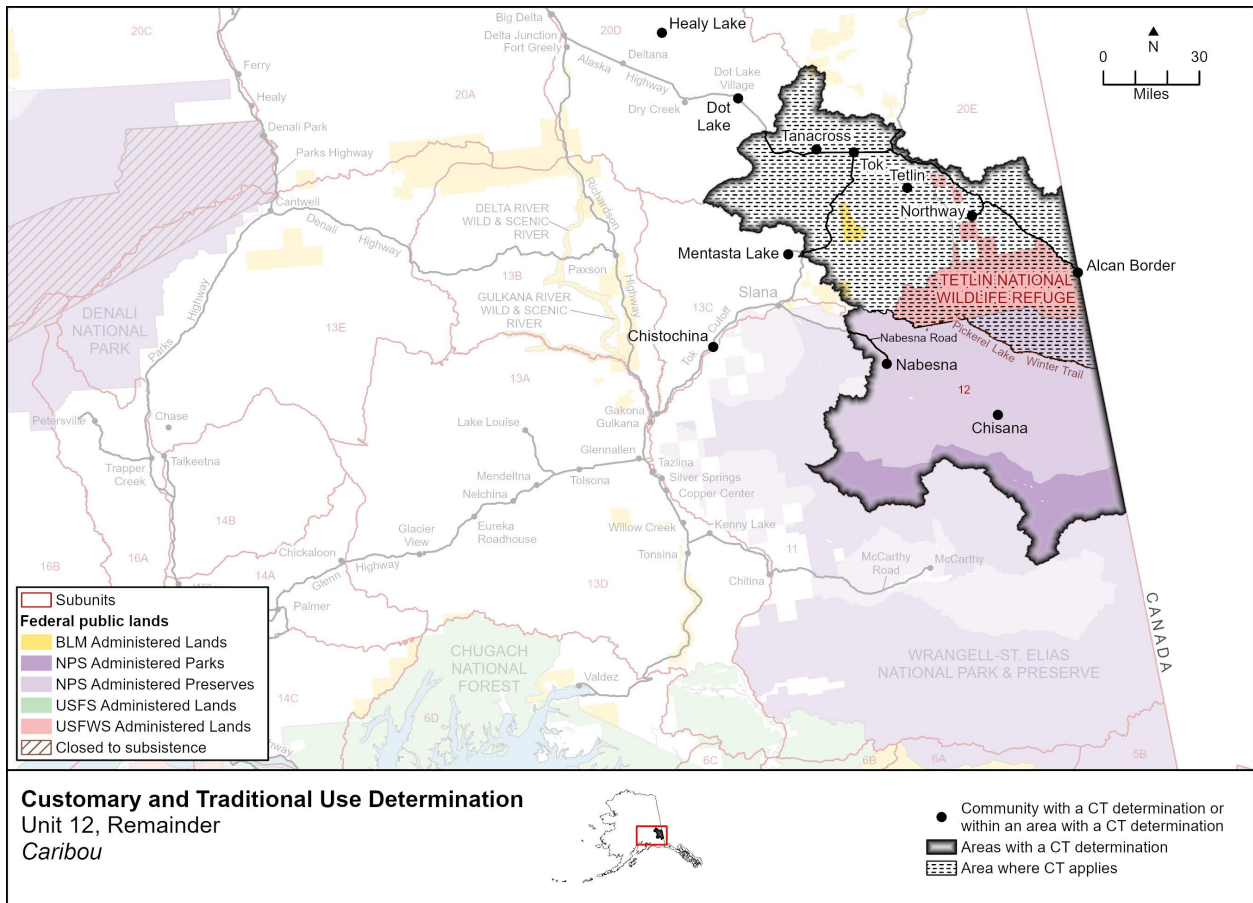 20C
Big Delta
Delta Junction
Fort Greely
20D
Healy Lake
N
0 30
Miles
Deltana
Alaska
Highway
Dot Lake
Village
Ferry
Healy
20A
Dry Creek
Dot
Lake
20E
Denali Park
Parks Highway
Tanacross
Tok
Tetlin
Cantwell
Denali
Highway
DELTA RIVER
WILD & SCENIC
RIVER
Richardson
Northway
Paxson
Mentasta Lake
Alcan Border
13B
TETLIN NATIONAL
WILDLIFE REFUGE
Highway
GULKANA RIVER
WILD & SCENIC
RIVER
Highway
13C
Slana
DENALI
NATIONAL
PARK
13E
Chistochina
Tok
Cutoff
Nabesna Road
Pickerel Lake
Winter Trail
Parks
Nabesna
13A
12
Chisana
Petersville
Chase
Lake Louise
Gakona
Gulkana
Trapper
Creek
Talkeetna
Glennallen
Mendeltna
Tolsona
Tazlina
Silver Springs
Copper Center
Nelchina
14B
Eureka
Roadhouse
Glacier
View
Willow Creek
Kenny Lake
16A
16B
14A
Chickaloon
Glenn
Highway
Tonsina
11
McCarthy
Road
McCarthy
13D
Chitina
Palmer
CANADA
CHUGACH
NATIONAL
FOREST
Valdez
WRANGELL-ST. ELIAS
NATIONAL PARK & PRESERVE
14C
6D
6C
6B
6A
5B
Subunits
Federal public lands
BLM Administered Lands
NPS Administered Parks
NPS Administered Preserves
USFS Administered Lands
USFWS Administered Lands
Closed to subsistence
Customary and Traditional Use Determination
Unit 12, Remainder
Caribou
Community with a CT determination or
within an area with a CT determination
Areas with a CT determination
Area where CT applies